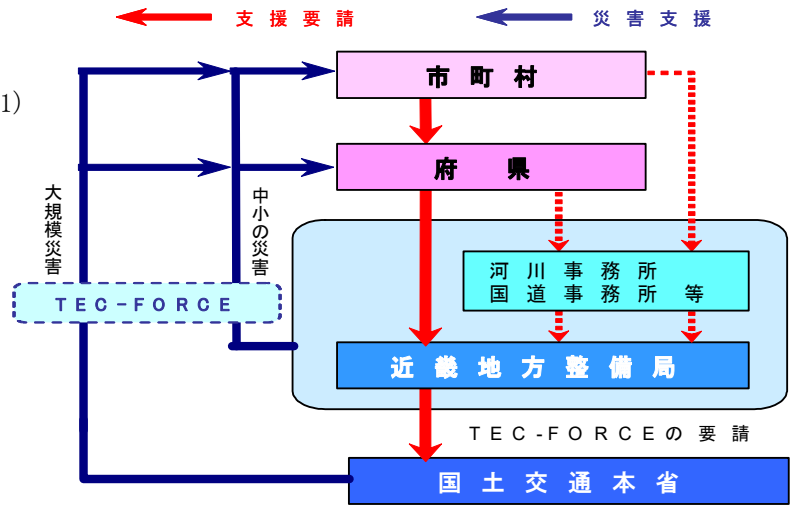 支援要請
災害支援
1)
市町村
府県
大規模災害
中小の災害
河川事務所
国道事務所 等
TEC-FORCE
近畿地方整備局
TEC-FORCEの要請
国土交通本省